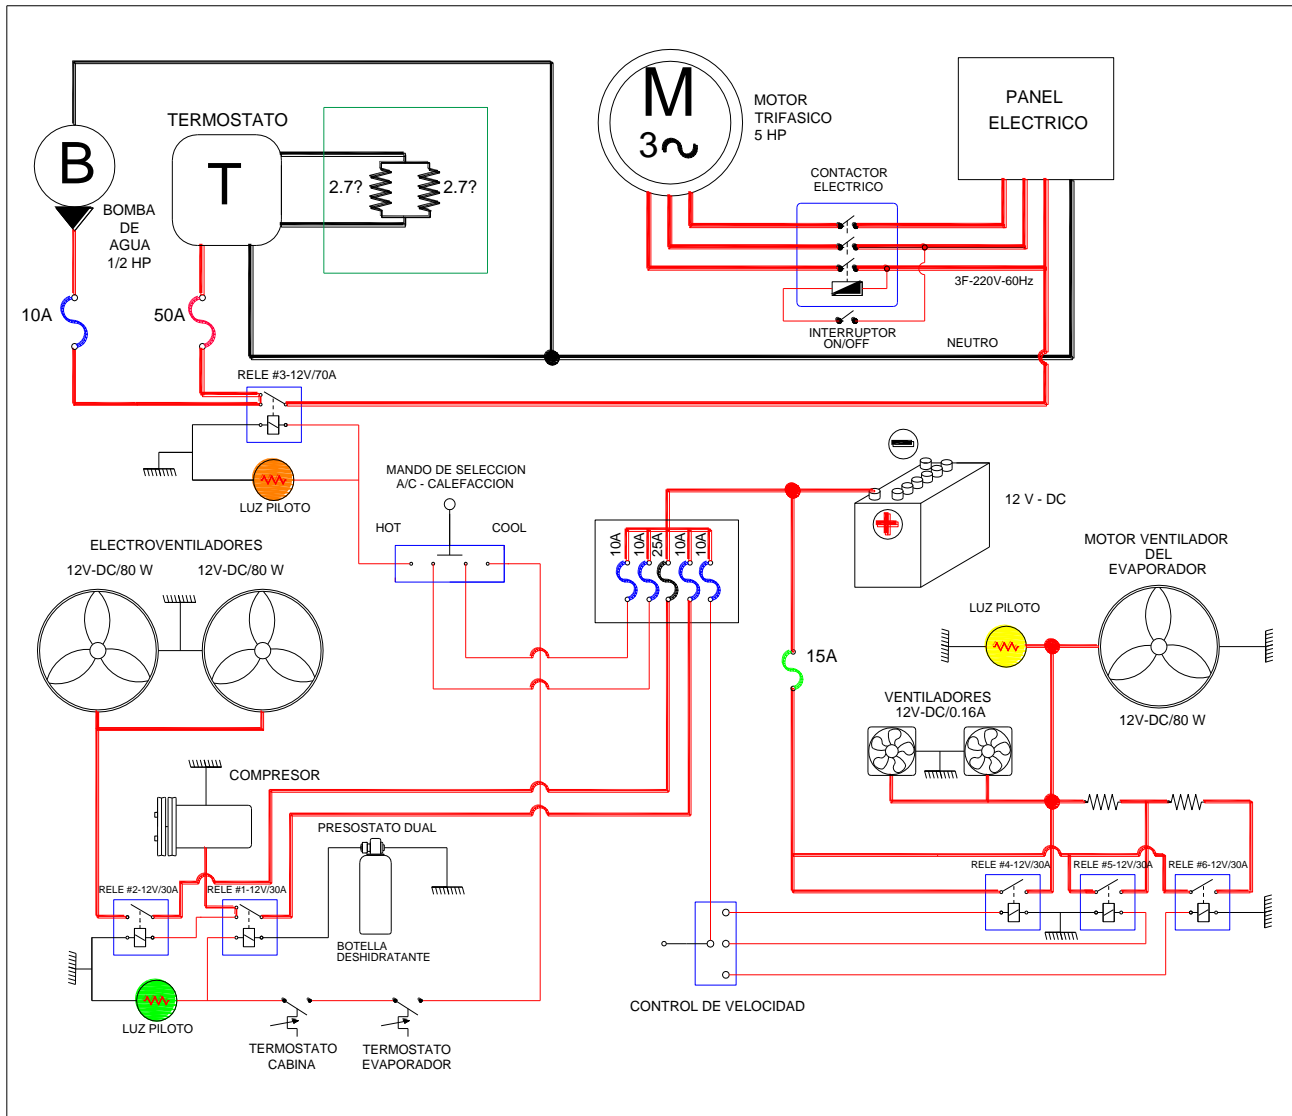 TERMOSTATO
B
T
2.7?
2.7?
BOMBA
DE
AGUA
1/2 HP
10A
50A
M
3~
MOTOR
TRIFASICO
5 HP
PANEL
ELECTRICO
CONTACTOR
ELECTRICO
3F-220V-60Hz
INTERRUPTOR
ON/OFF
NEUTRO
RELE #3-12V/70A
LUZ PILOTO
MANDO DE SELECCION
A/C - CALEFACCION
HOT
COOL
12 V - DC
10A
10A
25A
10A
10A
ELECTROVENTILADORES
12V-DC/80 W
12V-DC/80 W
MOTOR VENTILADOR
DEL
EVAPORADOR
LUZ PILOTO
12V-DC/80 W
15A
VENTILADORES
12V-DC/0.16A
COMPRESOR
PRESOSTATO DUAL
RELE #2-12V/30A
RELE #1-12V/30A
BOTELLA
DESHIDRATANTE
RELE #4-12V/30A
RELE #5-12V/30A
RELE #6-12V/30A
CONTROL DE VELOCIDAD
LUZ PILOTO
TERMOSTATO
CABINA
TERMOSTATO
EVAPORADOR